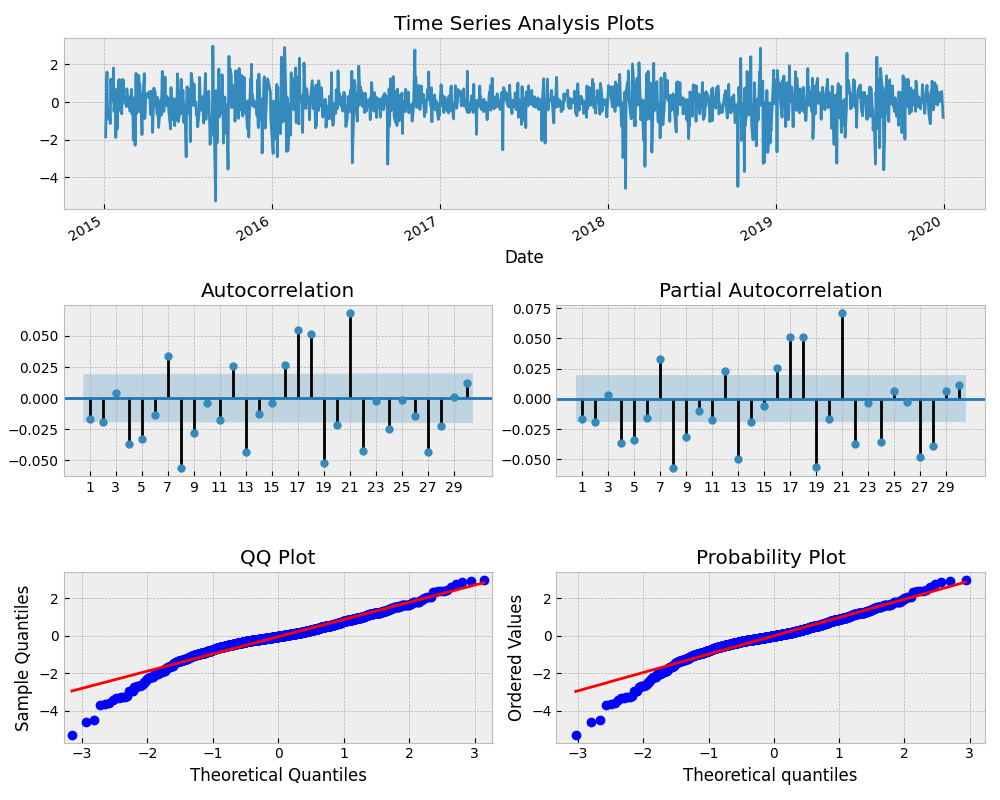 Time Series Analysis Plots
2
0
−2
−4
2015
2016
2017
2018
2019
2020
Date
Autocorrelation
0.050
0.025
0.000
−0.025
−0.050
1 3 5 7 9 11 13 15 17 19 21 23 25 27 29
Partial Autocorrelation
0.075
0.050
0.025
0.000
−0.025
−0.050
1 3 5 7 9 11 13 15 17 19 21 23 25 27 29
QQ Plot
Sample Quantiles
2
0
−2
−4
−3 −2 −1 0 1 2 3
Theoretical Quantiles
Probability Plot
Ordered Values
2
0
−2
−4
−3 −2 −1 0 1 2 3
Theoretical quantiles